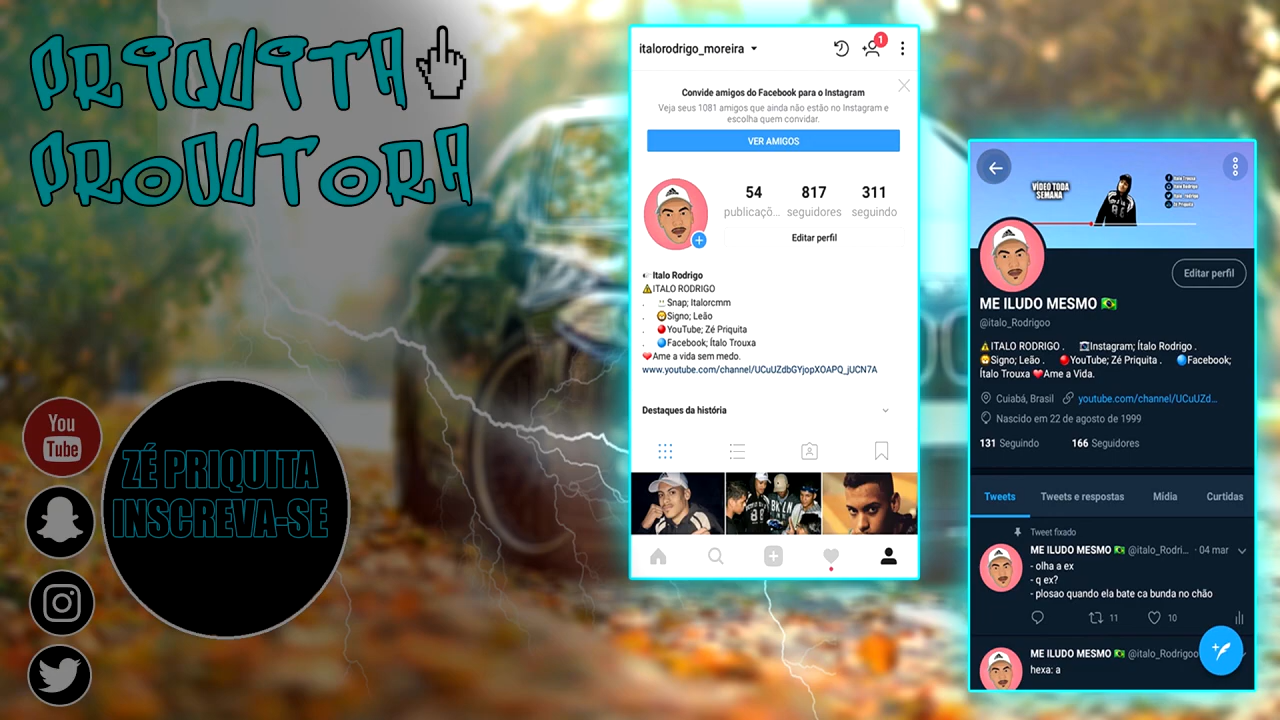 PRIQUITA
PRODUTORA
You
Tube
ZÉ PRIQUITA
INSCREVA-SE
italorodrigo_moreira
1
Convide amigos do Facebook para o Instagram
Veja seus 1081 amigos que ainda não estão no Instagram e
escolha quem convidar.
VER AMIGOS
54 817 311
publicaçõ... seguidores seguindo
Editar perfil
Italo Rodrigo
⚠ITALO RODRIGO
. Snap; Italorcmm
. Signo; Leão
. YouTube; Zé Priquita
. Facebook; Ítalo Trouxa
❤Ame a vida sem medo.
www.youtube.com/channel/UCuUZdbGYjopXOAPQ_jUCN7A
Destaques da história
VÍDEO TODA
SEMANA
Italo Trouxa
Italo Rodrigo
Zé Priquita
Editar perfil
ME ILUDO MESMO 🇧🇷
@italo_Rodrigoo
⚠ITALO RODRIGO . Instagram; Ítalo Rodrigo .
Signo; Leão . YouTube; Zé Priquita . Facebook;
Ítalo Trouxa ❤Ame a Vida.
Cuiabá, Brasil youtube.com/channel/UCuUZd...
Nascido em 22 de agosto de 1999
131 Seguindo 166 Seguidores
Tweets Tweets e respostas Mídia Curtidas
Tweet fixado
ME ILUDO MESMO 🇧🇷 @italo_Rodri... · 04 mar
- olha a ex
- q ex?
- plosao quando ela bate ca bunda no chão
11 10
ME ILUDO MESMO 🇧🇷 @italo_Rodrigoo
hexa: a